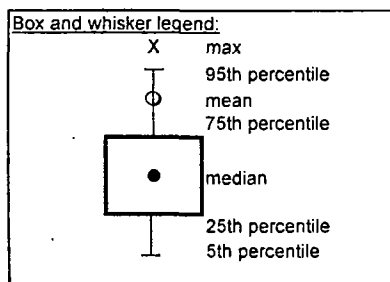 Box and whisker legend:
X max
95th percentile
mean
75th percentile
median
25th percentile
5th percentile